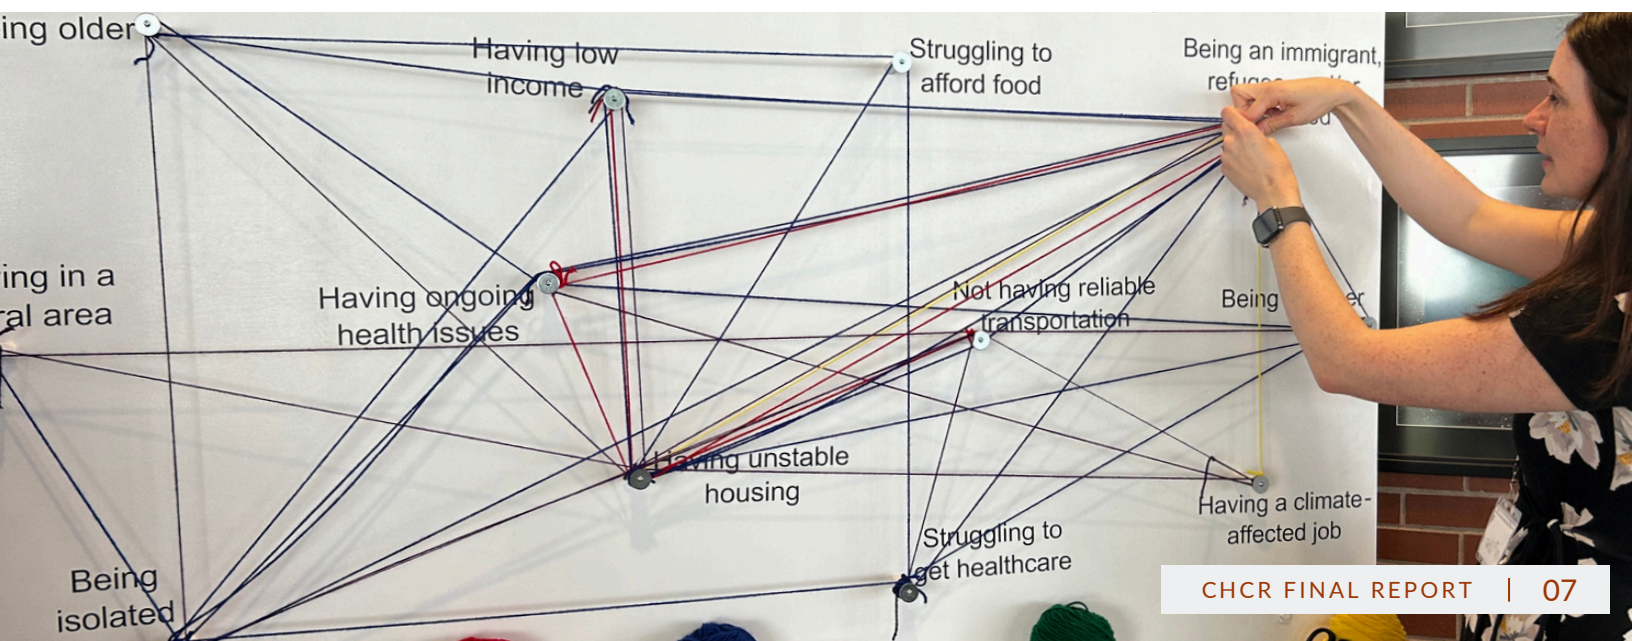 ing older
Having low
income
Struggling to
afford food
Being an immigrant,
ing in a
al area
Having ongoing
health issues
Not having reliable
transportation
Being
Having unstable
housing
Having a climate-
affected job
Struggling to
get healthcare
Being
isolated
CHCR FINAL REPORT | 07